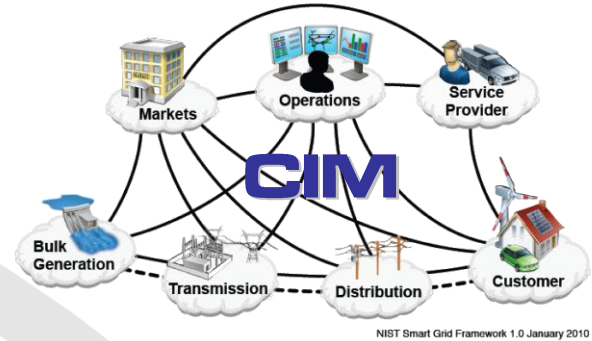 Markets
Operations
Service
Provider
CIM
Bulk
Generation
Transmission
Distribution
Customer
NIST Smart Grid Framework 1.0 January 2010